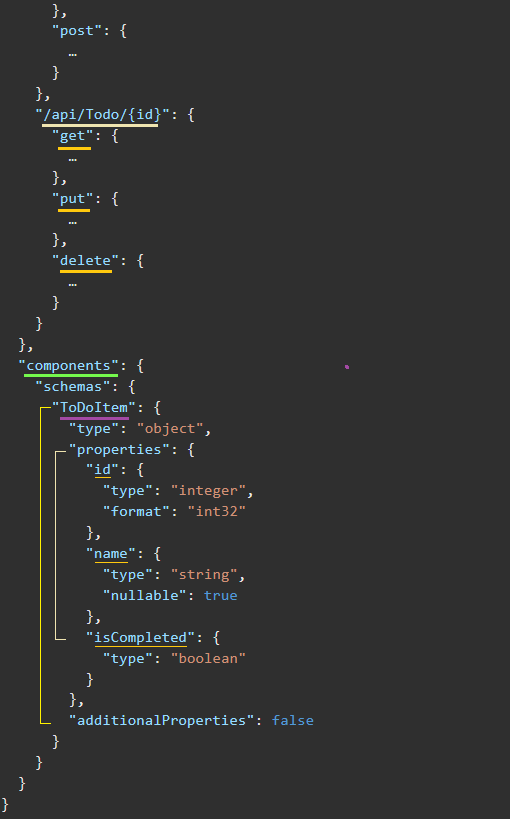 },
      "post": {
        …
      }
    },
    "/api/Todo/{id}": {
      "get": {
        …
      },
      "put": {
        …
      },
      "delete": {
        …
      }
    }
  },
  "components": {
    "schemas": {
      "ToDoItem": {
        "type": "object",
        "properties": {
          "id": {
            "type": "integer",
            "format": "int32"
          },
          "name": {
            "type": "string",
            "nullable": true
          },
          "isCompleted": {
            "type": "boolean"
          }
        },
        "additionalProperties": false
      }
    }
  }
}